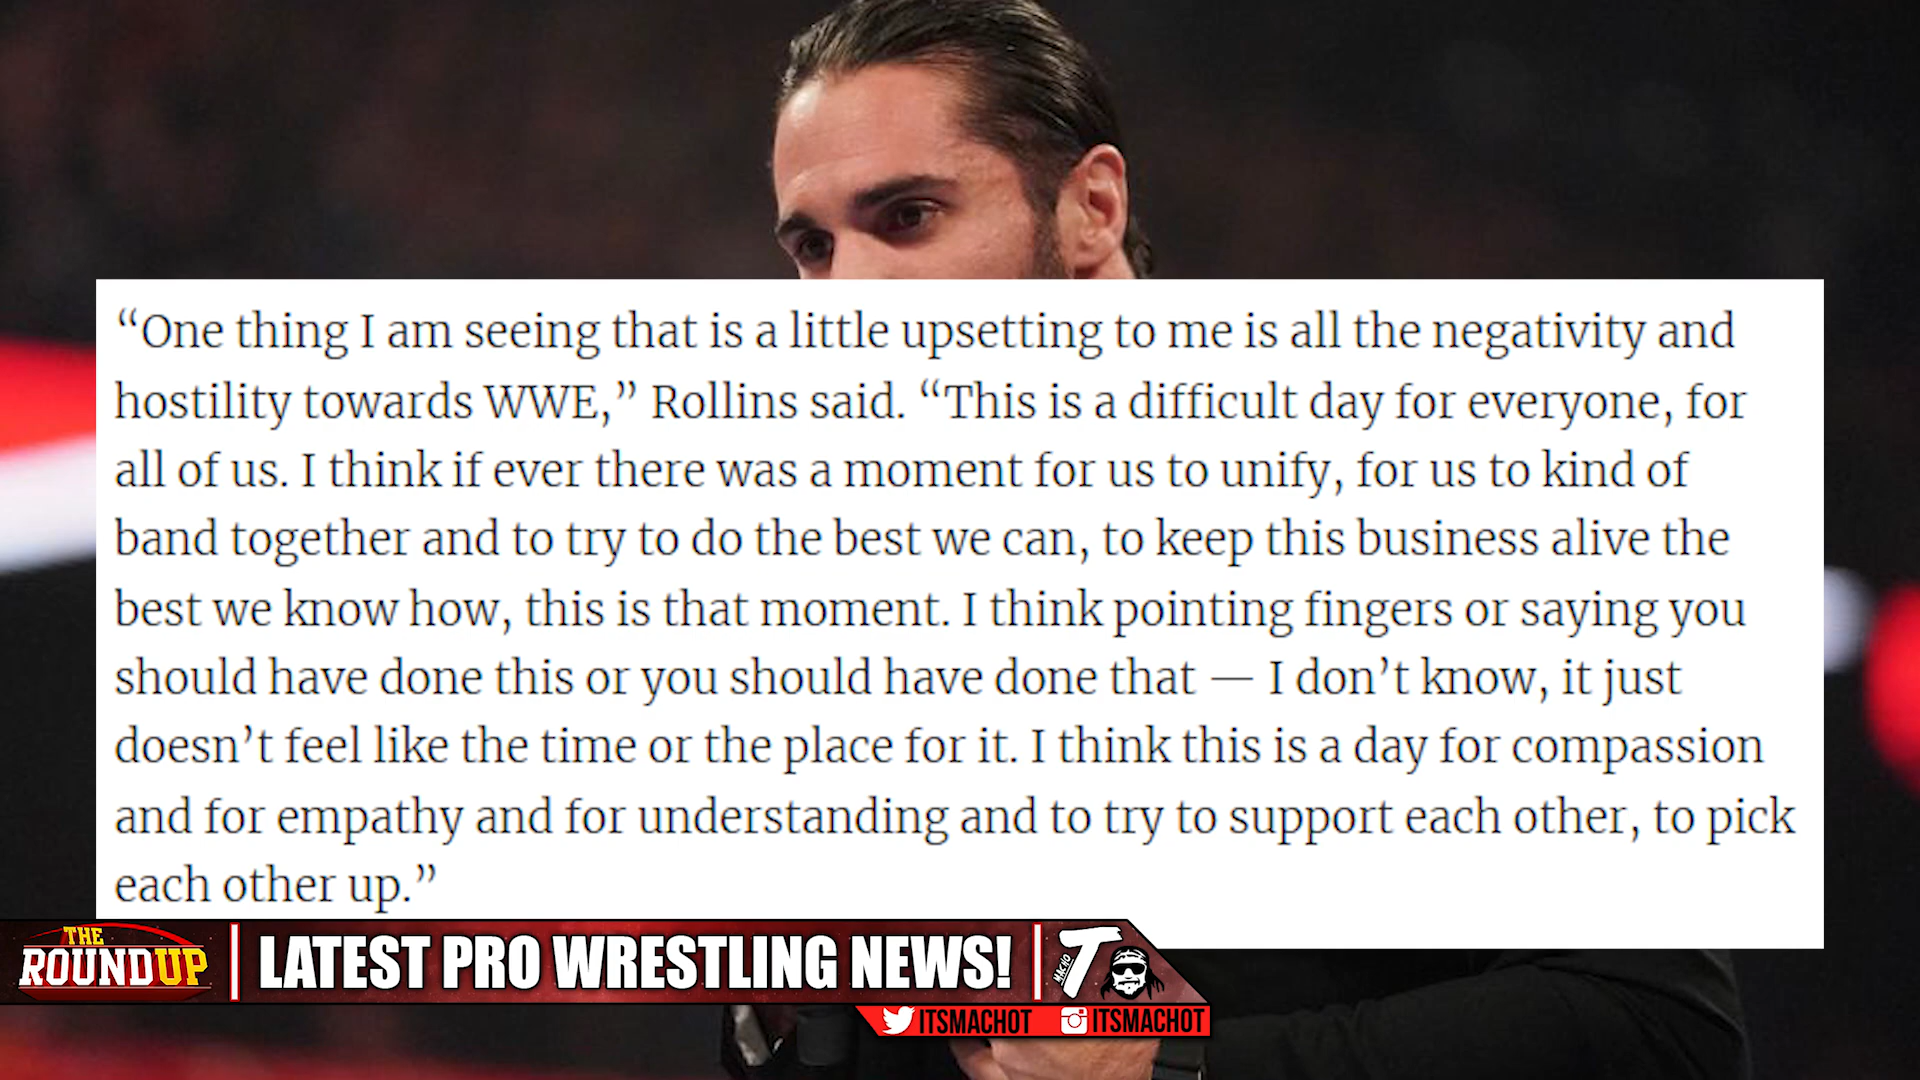 “One thing I am seeing that is a little upsetting to me is all the negativity and
hostility towards WWE,” Rollins said. “This is a difficult day for everyone, for
all of us. I think if ever there was a moment for us to unify, for us to kind of
band together and to try to do the best we can, to keep this business alive the
best we know how, this is that moment. I think pointing fingers or saying you
should have done this or you should have done that — I don’t know, it just
doesn’t feel like the time or the place for it. I think this is a day for compassion
and for empathy and for understanding and to try to support each other, to pick
each other up.”
THE
ROUNDUP
LATEST PRO WRESTLING NEWS!
MACHO T
ITSMACHOT ITSMACHOT